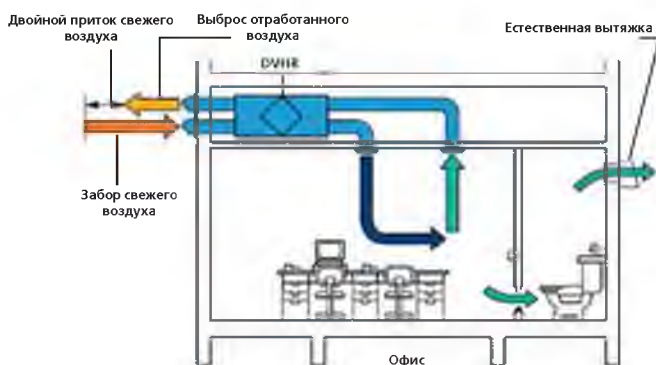 Двойной приток свежего
воздуха
Выброс отработанного
воздуха
Естественная вытяжка
DVHR
Забор свежего
воздуха
Офис